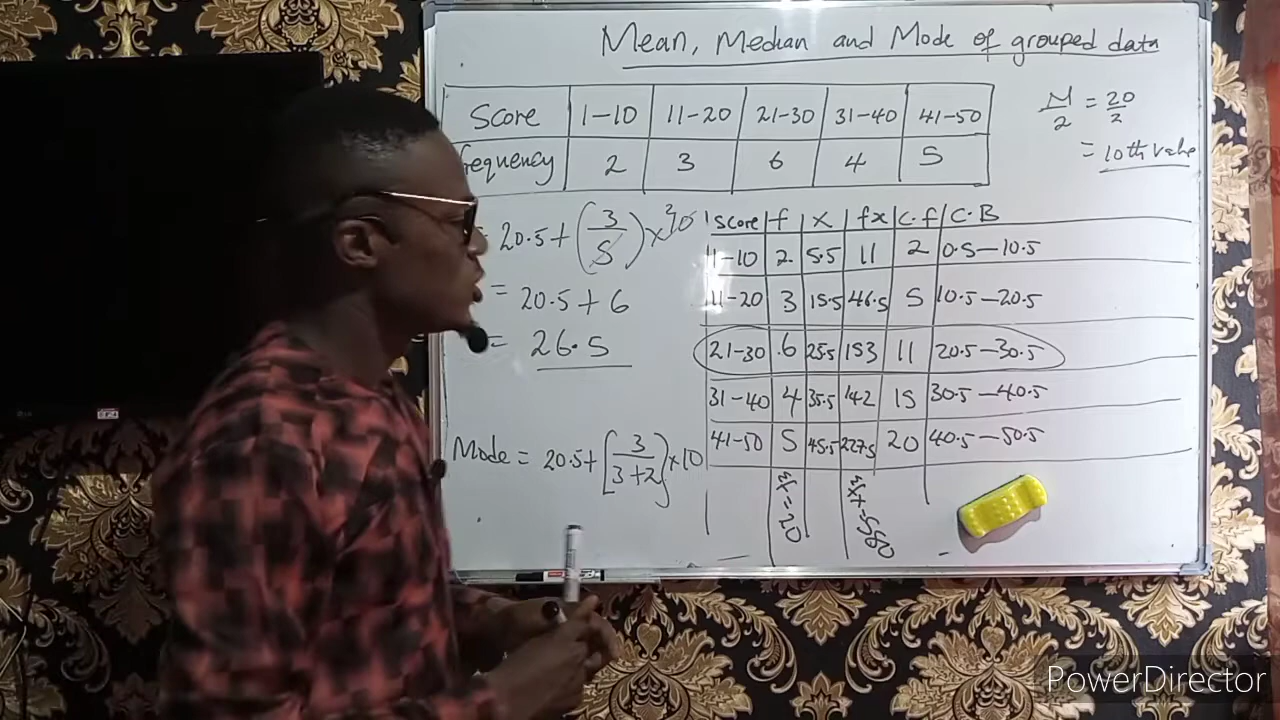 Mean, Median and Mode of grouped data
Score 1-10 11-20 21-30 31-40 41-50
frequency 2 3 6 4 5
N/2 = 20/2
= 10th value
= 20.5 + (3/5) x 10 2
= 20.5 + 6
= 26.5
Mode = 20.5 + [3/(3+2)] x 10
Score f x fx C.f C.B
1-10 2 5.5 11 2 0.5-10.5
11-20 3 15.5 46.5 5 10.5-20.5
21-30 6 25.5 153 11 20.5-30.5
31-40 4 35.5 142 15 30.5-40.5
41-50 5 45.5 227.5 20 40.5-50.5
Σf=20 Σfx=580
PowerDirector